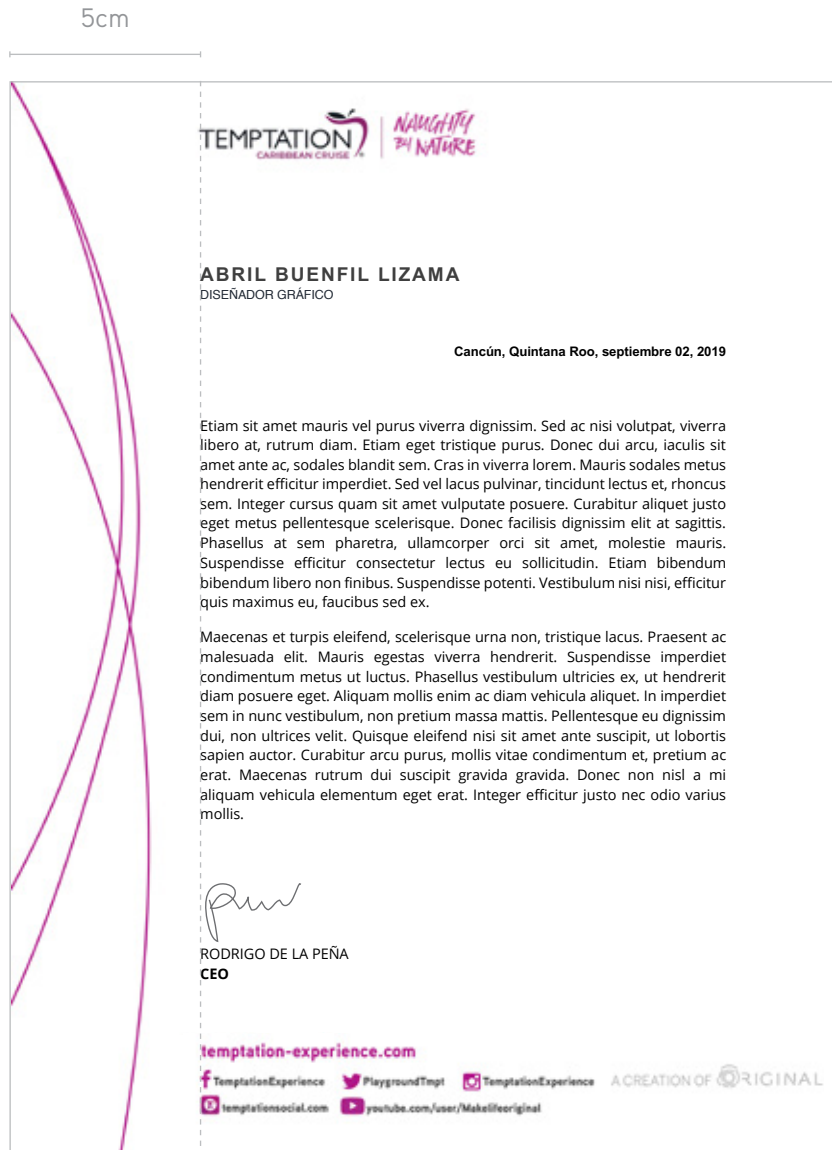 5cm
TEMPTATION
CARIBBEAN CRUISE
NAUGHTY
BY NATURE
ABRIL BUENFIL LIZAMA
DISEÑADOR GRÁFICO
Cancún, Quintana Roo, septiembre 02, 2019
Etiam sit amet mauris vel purus viverra dignissim. Sed ac nisi volutpat, viverra
libero at, rutrum diam. Etiam eget tristique purus. Donec dui arcu, iaculis sit
amet ante ac, sodales blandit sem. Cras in viverra lorem. Mauris sodales metus
hendrerit efficitur imperdiet. Sed vel lacus pulvinar, tincidunt lectus et, rhoncus
sem. Integer cursus quam sit amet vulputate posuere. Curabitur aliquet justo
eget metus pellentesque scelerisque. Donec facilisis dignissim elit at sagittis.
Phasellus at sem pharetra, ullamcorper orci sit amet, molestie mauris.
Suspendisse efficitur consectetur lectus eu sollicitudin. Etiam bibendum
bibendum libero non finibus. Suspendisse potenti. Vestibulum nisi nisi, efficitur
quis maximus eu, faucibus sed ex.
Maecenas et turpis eleifend, scelerisque urna non, tristique lacus. Praesent ac
malesuada elit. Mauris egestas viverra hendrerit. Suspendisse imperdiet
condimentum metus ut luctus. Phasellus vestibulum ultricies ex, ut hendrerit
diam posuere eget. Aliquam mollis enim ac diam vehicula aliquet. In imperdiet
sem in nunc vestibulum, non pretium massa mattis. Pellentesque eu dignissim
dui, non ultrices velit. Quisque eleifend nisi sit amet ante suscipit, ut lobortis
sapien auctor. Curabitur arcu purus, mollis vitae condimentum et, pretium ac
erat. Maecenas rutrum dui suscipit gravida gravida. Donec non nisl a mi
aliquam vehicula elementum eget erat. Integer efficitur justo nec odio varius
mollis.
RODRIGO DE LA PEÑA
CEO
temptation-experience.com
TemptationExperience PlaygroundTmpt TemptationExperience A CREATION OF ORIGINAL
temptationsocial.com youtube.com/user/Makelifeoriginal